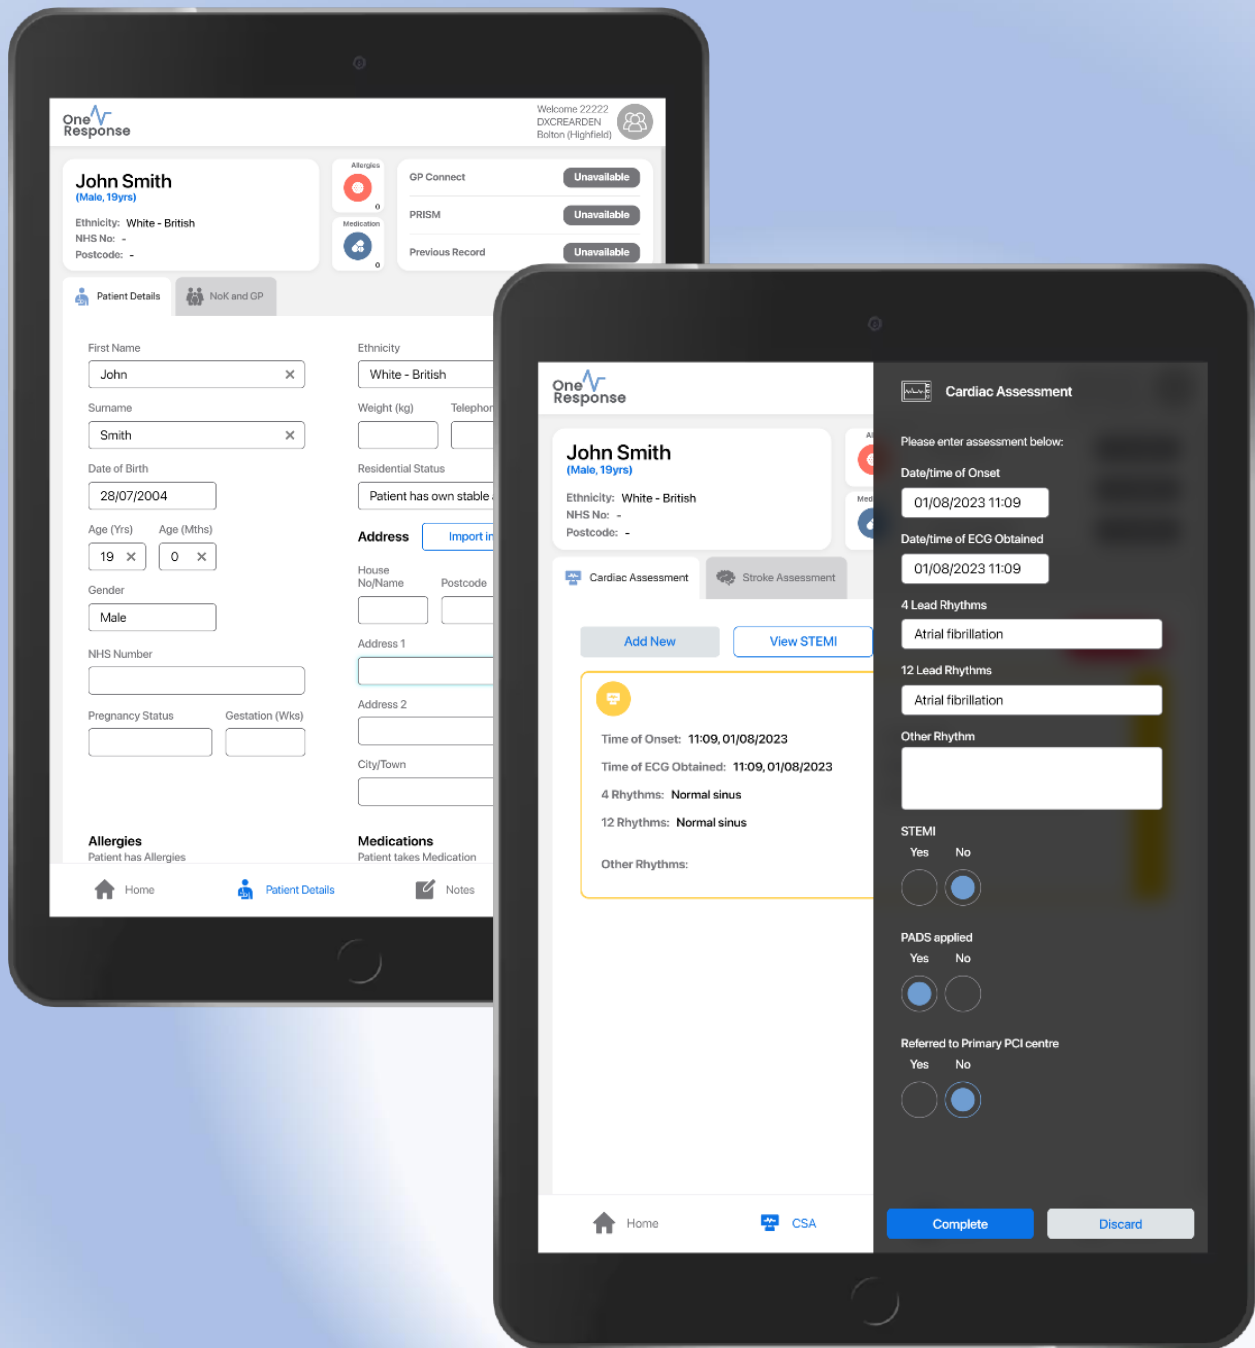 One
Response
Welcome 22222
DXCREARDEN
Bolton (Highfield)
John Smith
(Male, 19yrs)
Ethnicity: White - British
NHS No: -
Postcode: -
Allergies
0
Medication
0
GP Connect Unavailable
PRISM Unavailable
Previous Record Unavailable
Patient Details NoK and GP
First Name
John
Surname
Smith
Date of Birth
28/07/2004
Age (Yrs) Age (Mths)
19 0
Gender
Male
NHS Number
Pregnancy Status Gestation (Wks)
Ethnicity
White - British
Weight (kg) Telephon
Residential Status
Patient has own stable
Address Import in
House
No/Name Postcode
Address 1
Address 2
City/Town
Allergies
Patient has Allergies
Medications
Patient takes Medication
Home Patient Details Notes
One
Response
John Smith
(Male, 19yrs)
Ethnicity: White - British
NHS No: -
Postcode: -
Al
Med
Cardiac Assessment Stroke Assessment
Add New View STEMI
Time of Onset: 11:09, 01/08/2023
Time of ECG Obtained: 11:09, 01/08/2023
4 Rhythms: Normal sinus
12 Rhythms: Normal sinus
Other Rhythms:
Home CSA
Cardiac Assessment
Please enter assessment below:
Date/time of Onset
01/08/2023 11:09
Date/time of ECG Obtained
01/08/2023 11:09
4 Lead Rhythms
Atrial fibrillation
12 Lead Rhythms
Atrial fibrillation
Other Rhythm
STEMI
Yes No
PADS applied
Yes No
Referred to Primary PCI centre
Yes No
Complete Discard